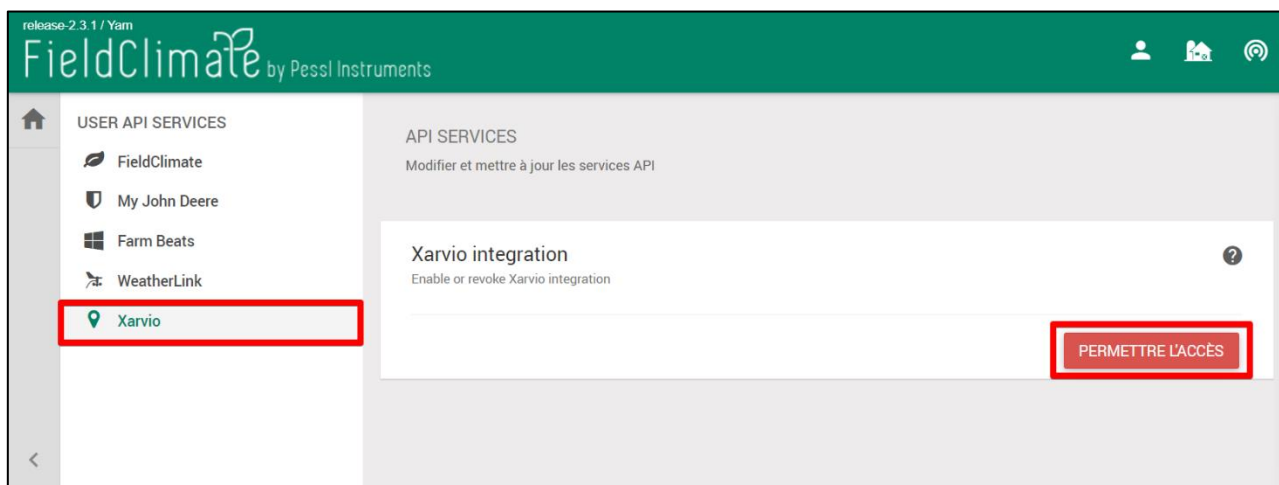 release-2.3.1 / Yarn
FieldClimate by Pessl Instruments
USER API SERVICES
FieldClimate
My John Deere
Farm Beats
WeatherLink
Xarvio
API SERVICES
Modifier et mettre à jour les services API
Xarvio integration
Enable or revoke Xarvio integration
PERMETTRE L'ACCÈS